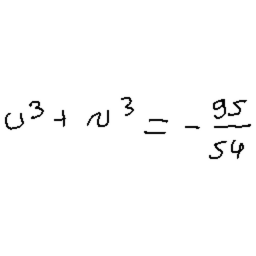 u³ + v³ = - 95/54